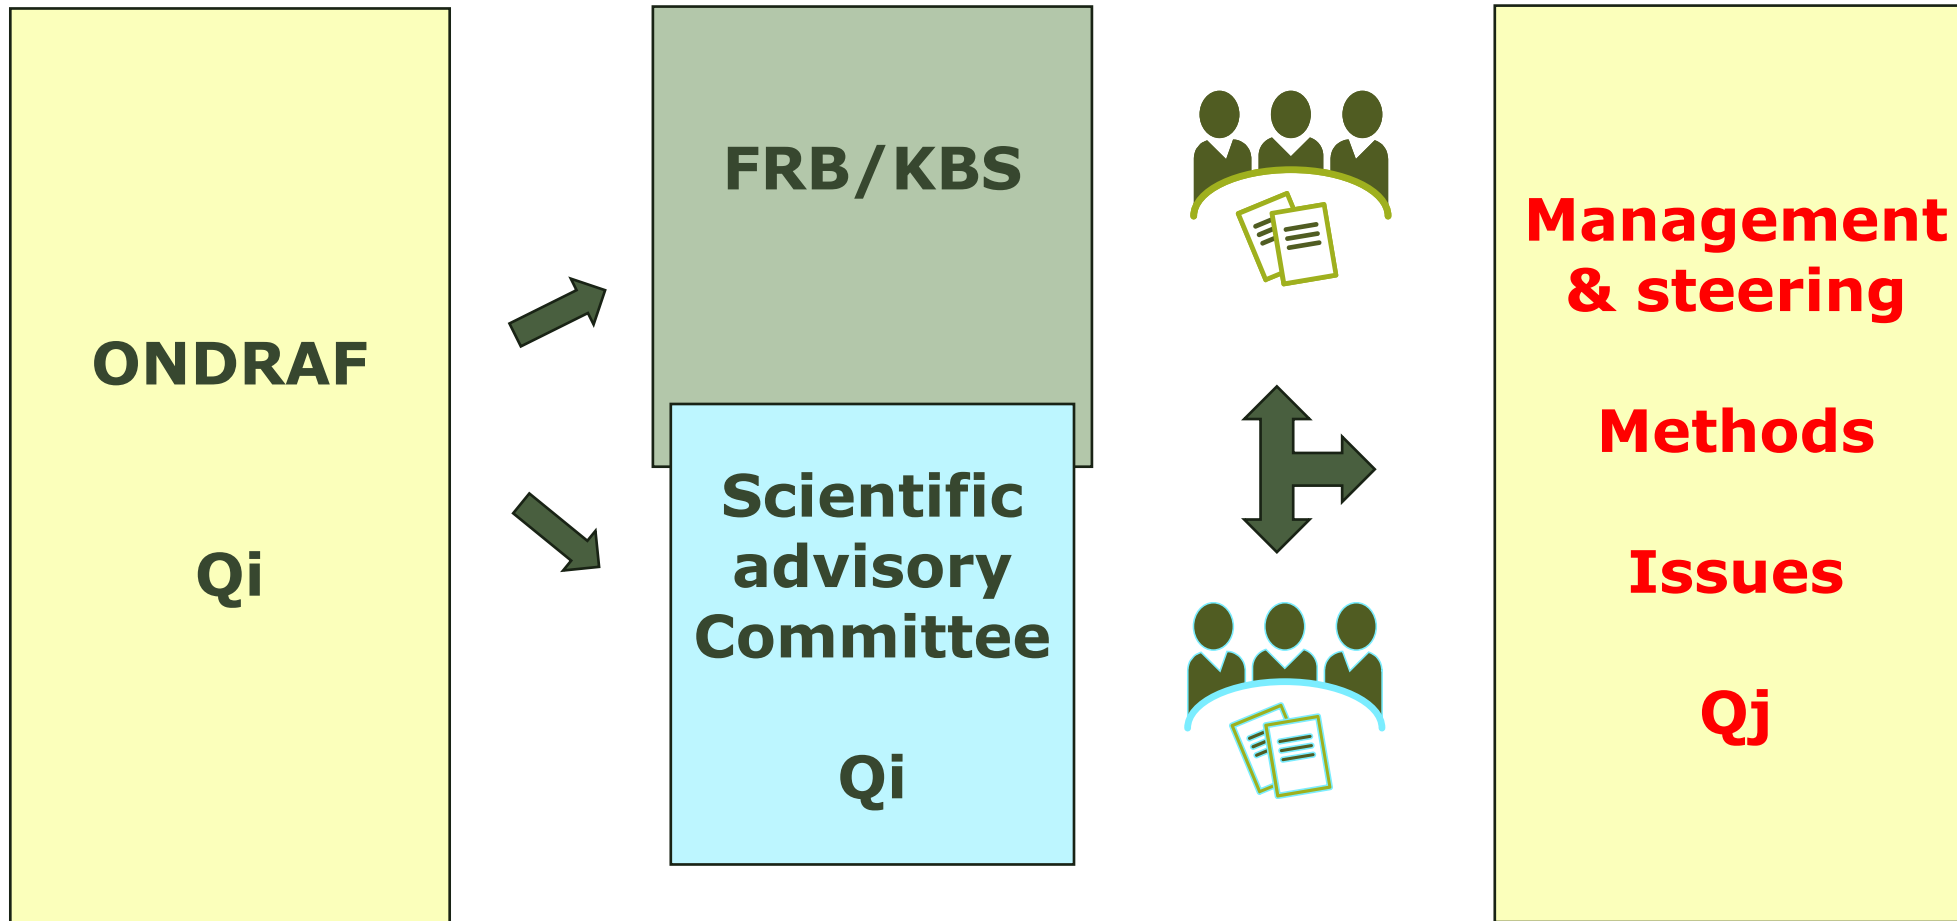 ONDRAF
Qi
FRB/KBS
Scientific
advisory
Committee
Qi
Management
& steering
Methods
Issues
Qj